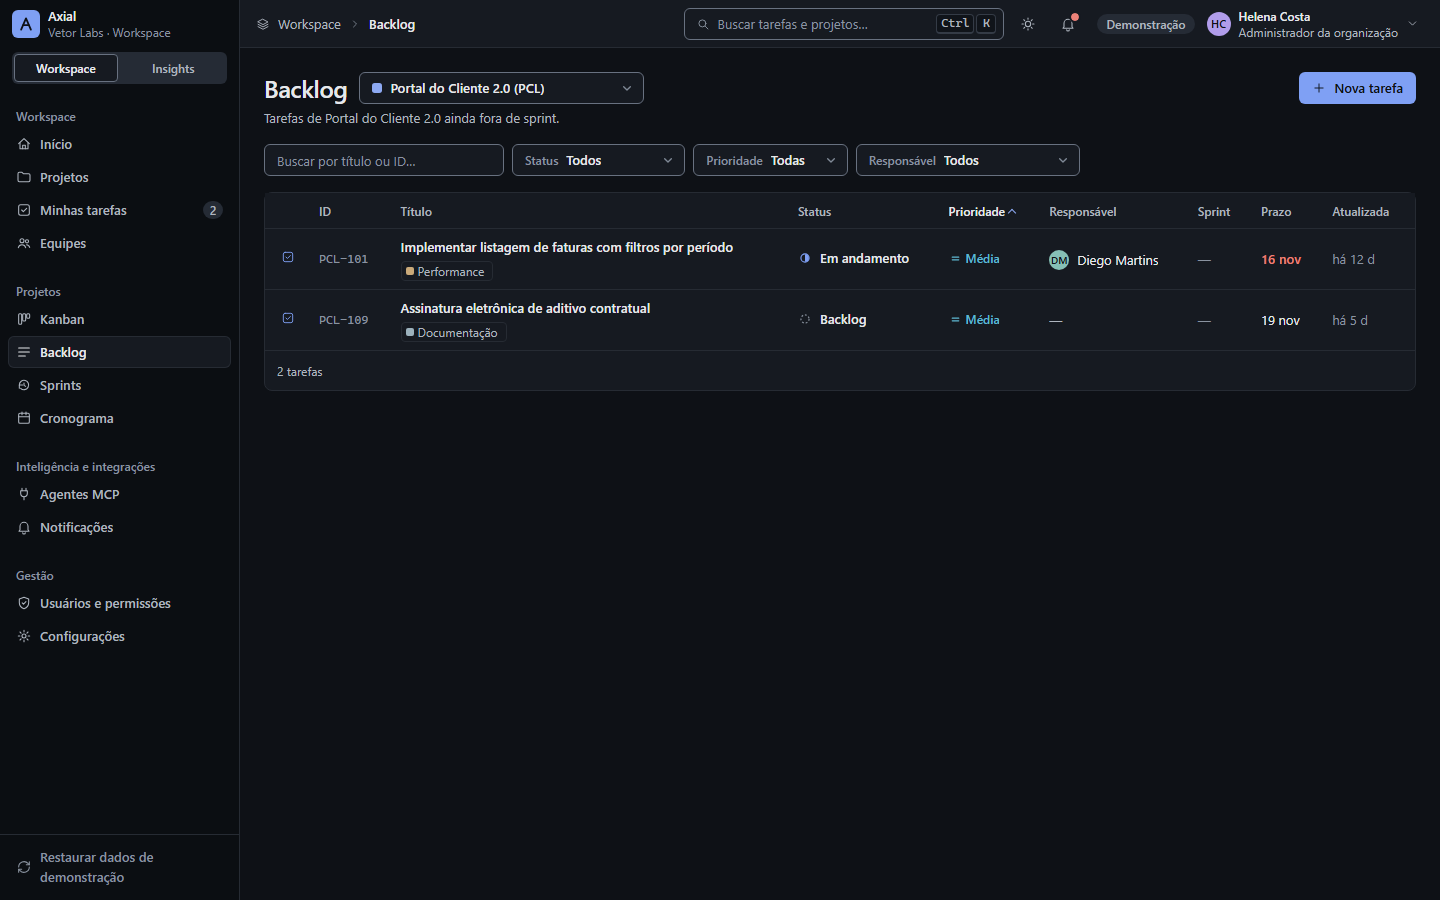 Axial
Vetor Labs · Workspace
Workspace
Insights
Workspace
Início
Projetos
Minhas tarefas
2
Equipes
Projetos
Kanban
Backlog
Sprints
Cronograma
Inteligência e integrações
Agentes MCP
Notificações
Gestão
Usuários e permissões
Configurações
Restaurar dados de
demonstração
Workspace
Backlog
Buscar tarefas e projetos...
Ctrl K
Demonstração
HC
Helena Costa
Administrador da organização
Backlog
Portal do Cliente 2.0 (PCL)
+ Nova tarefa
Tarefas de Portal do Cliente 2.0 ainda fora de sprint.
Buscar por título ou ID...
Status Todos
Prioridade Todas
Responsável Todos
ID Título Status Prioridade Responsável Sprint Prazo Atualizada
PCL-101 Implementar listagem de faturas com filtros por período Em andamento = Média DM Diego Martins — 16 nov há 12 d
Performance
PCL-109 Assinatura eletrônica de aditivo contratual Backlog = Média — — 19 nov há 5 d
Documentação
2 tarefas